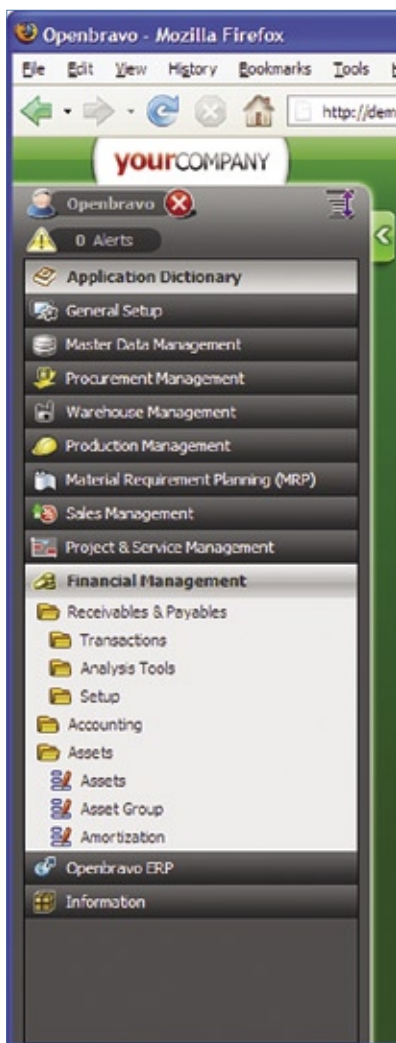 Openbravo - Mozilla Firefox
File Edit View History Bookmarks Tools
http://dem
yourCOMPANY
Openbravo
0 Alerts
Application Dictionary
General Setup
Master Data Management
Procurement Management
Warehouse Management
Production Management
Material Requirement Planning (MRP)
Sales Management
Project & Service Management
Financial Management
Receivables & Payables
Transactions
Analysis Tools
Setup
Accounting
Assets
Assets
Asset Group
Amortization
Openbravo ERP
Information